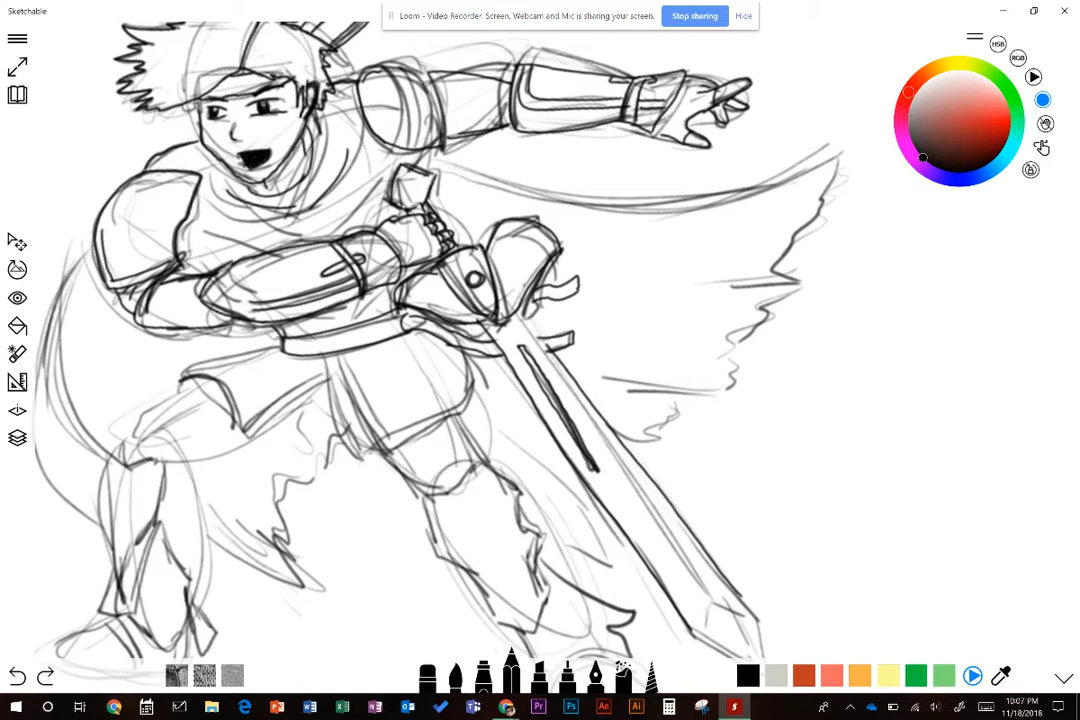 Sketchable
Loom - Video Recorder: Screen, Webcam and Mic is sharing your screen.
Stop sharing
Hide
HSB
RGB
10:07 PM
11/18/2016